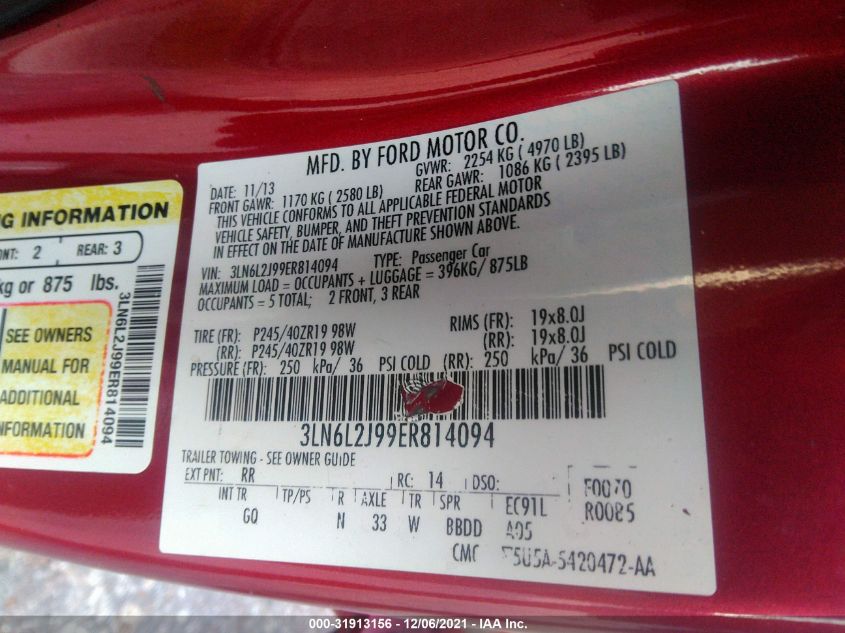 MFD. BY FORD MOTOR CO.
DATE: 11/13 GVWR: 2254 KG ( 4970 LB)
FRONT GAWR: 1170 KG ( 2580 LB) REAR GAWR: 1086 KG ( 2395 LB)
THIS VEHICLE CONFORMS TO ALL APPLICABLE FEDERAL MOTOR
VEHICLE SAFETY, BUMPER, AND THEFT PREVENTION STANDARDS
IN EFFECT ON THE DATE OF MANUFACTURE SHOWN ABOVE.
VIN: 3LN6L2J99ER814094 TYPE: Passenger Car
MAXIMUM LOAD = OCCUPANTS + LUGGAGE = 396KG/ 875LB
OCCUPANTS = 5 TOTAL; 2 FRONT, 3 REAR
TIRE (FR): P245/40ZR19 98W RIMS (FR): 19x8.0J
(RR): P245/40ZR19 98W (RR): 19x8.0J
PRESSURE (FR): 250 kPa/ 36 PSI COLD (RR): 250 kPa/ 36 PSI COLD
3LN6L2J99ER814094
TRAILER TOWING - SEE OWNER GUIDE
EXT PNT: RR RC: 14 DSO: F0070
INT TR TP/PS R AXLE TR SPR EC91L R0085
GQ N 33 W BBDD A05
CMC 5U5A-5420472-AA
NG INFORMATION
NT: 2 REAR: 3
kg or 875 lbs.
SEE OWNERS
MANUAL FOR
ADDITIONAL
INFORMATION
3LN6L2J99ER814094
000-31913156 - 12/06/2021 - IAA Inc.